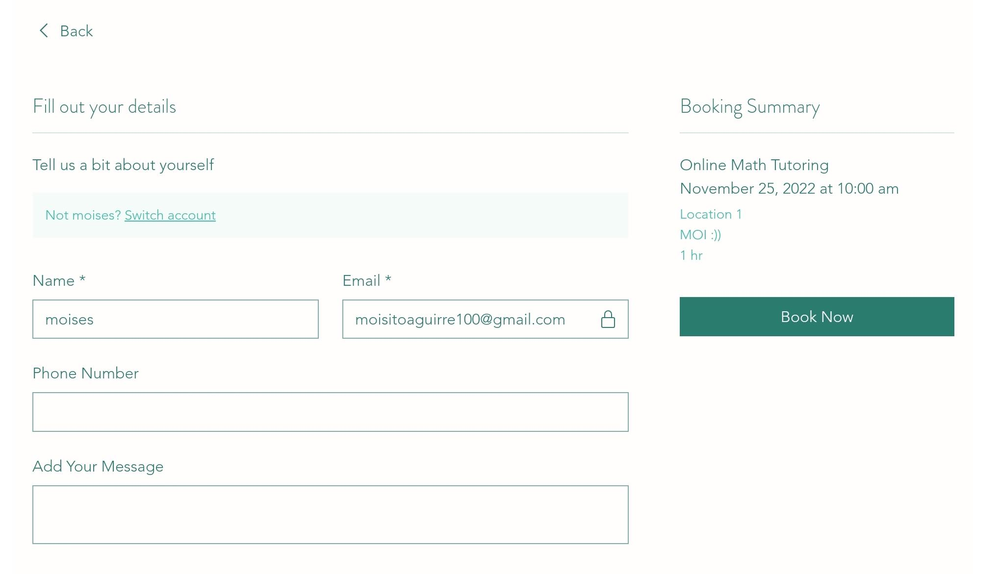 Back
Fill out your details
Tell us a bit about yourself
Not moises? Switch account
Name *
moises
Email *
moisitoaguirre100@gmail.com
Phone Number
Add Your Message
Booking Summary
Online Math Tutoring
November 25, 2022 at 10:00 am
Location 1
MOI :))
1 hr
Book Now